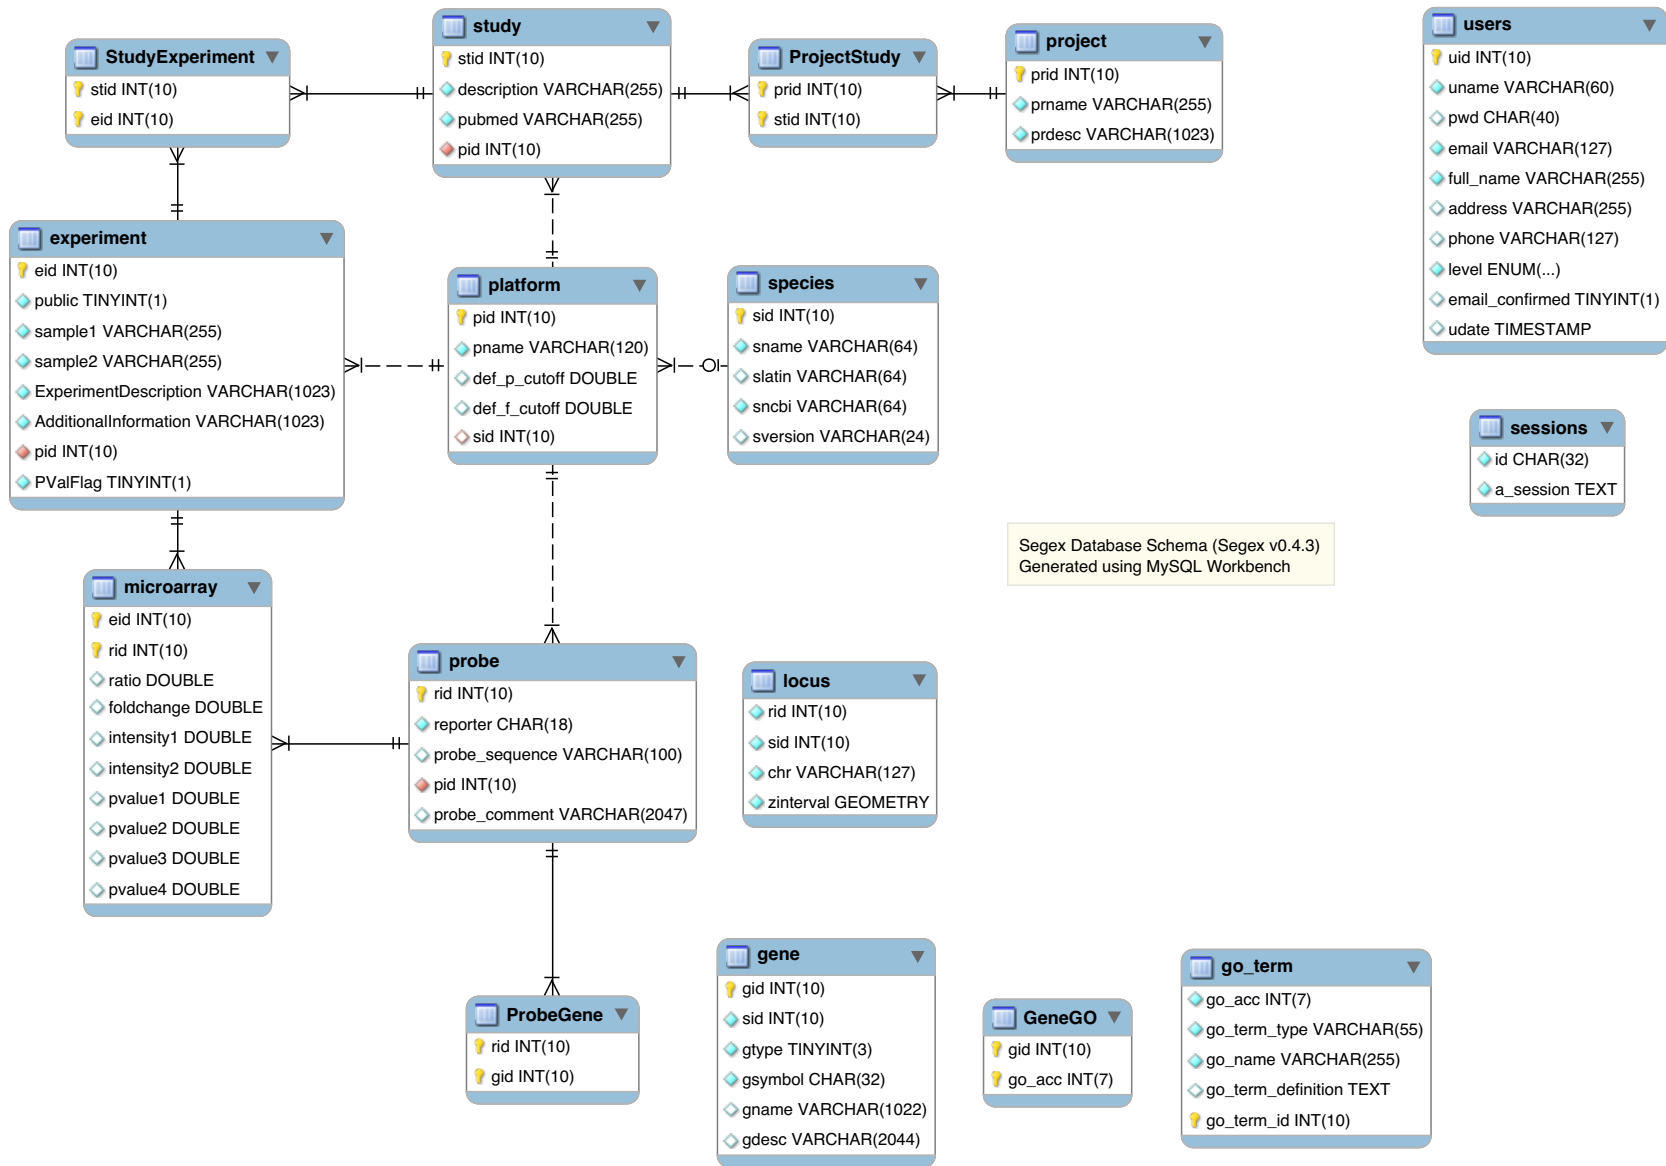 StudyExperiment
stid INT(10)
eid INT(10)
study
stid INT(10)
description VARCHAR(255)
pubmed VARCHAR(255)
pid INT(10)
ProjectStudy
prid INT(10)
stid INT(10)
project
prid INT(10)
prname VARCHAR(255)
prdesc VARCHAR(1023)
users
uid INT(10)
uname VARCHAR(60)
pwd CHAR(40)
email VARCHAR(127)
full_name VARCHAR(255)
address VARCHAR(255)
phone VARCHAR(127)
level ENUM(...)
email_confirmed TINYINT(1)
udate TIMESTAMP
experiment
eid INT(10)
public TINYINT(1)
sample1 VARCHAR(255)
sample2 VARCHAR(255)
ExperimentDescription VARCHAR(1023)
AdditionalInformation VARCHAR(1023)
pid INT(10)
PValFlag TINYINT(1)
platform
pid INT(10)
pname VARCHAR(120)
def_p_cutoff DOUBLE
def_f_cutoff DOUBLE
sid INT(10)
species
sid INT(10)
sname VARCHAR(64)
slatin VARCHAR(64)
sncbi VARCHAR(64)
sversion VARCHAR(24)
sessions
id CHAR(32)
a_session TEXT
Segex Database Schema (Segex v0.4.3)
Generated using MySQL Workbench
microarray
eid INT(10)
rid INT(10)
ratio DOUBLE
foldchange DOUBLE
intensity1 DOUBLE
intensity2 DOUBLE
pvalue1 DOUBLE
pvalue2 DOUBLE
pvalue3 DOUBLE
pvalue4 DOUBLE
probe
rid INT(10)
reporter CHAR(18)
probe_sequence VARCHAR(100)
pid INT(10)
probe_comment VARCHAR(2047)
locus
rid INT(10)
sid INT(10)
chr VARCHAR(127)
zinterval GEOMETRY
ProbeGene
rid INT(10)
gid INT(10)
gene
gid INT(10)
sid INT(10)
gtype TINYINT(3)
gsymbol CHAR(32)
gname VARCHAR(1022)
gdesc VARCHAR(2044)
GeneGO
gid INT(10)
go_acc INT(7)
go_term
go_acc INT(7)
go_term_type VARCHAR(55)
go_name VARCHAR(255)
go_term_definition TEXT
go_term_id INT(10)